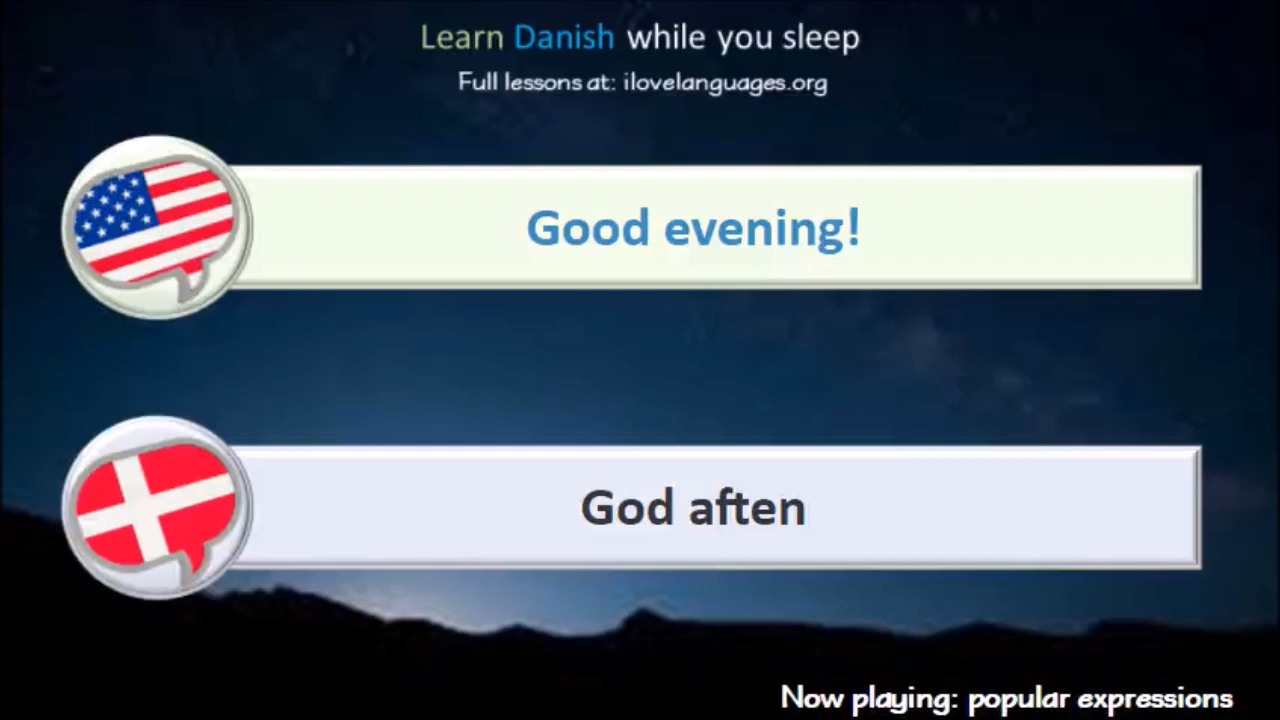 Learn Danish while you sleep
Full lessons at: ilovelanguages.org
Good evening!
God aften
Now playing: popular expressions